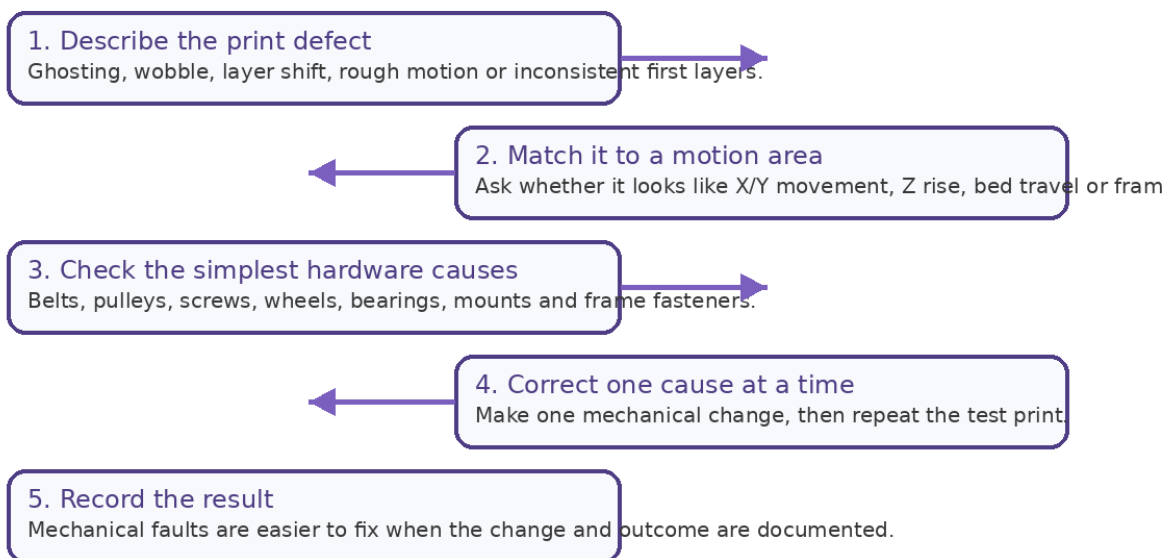 1. Describe the print defect
Ghosting, wobble, layer shift, rough motion or inconsistent first layers.
2. Match it to a motion area
Ask whether it looks like X/Y movement, Z rise, bed travel or fram
3. Check the simplest hardware causes
Belts, pulleys, screws, wheels, bearings, mounts and frame fasteners.
4. Correct one cause at a time
Make one mechanical change, then repeat the test print.
5. Record the result
Mechanical faults are easier to fix when the change and outcome are documented.